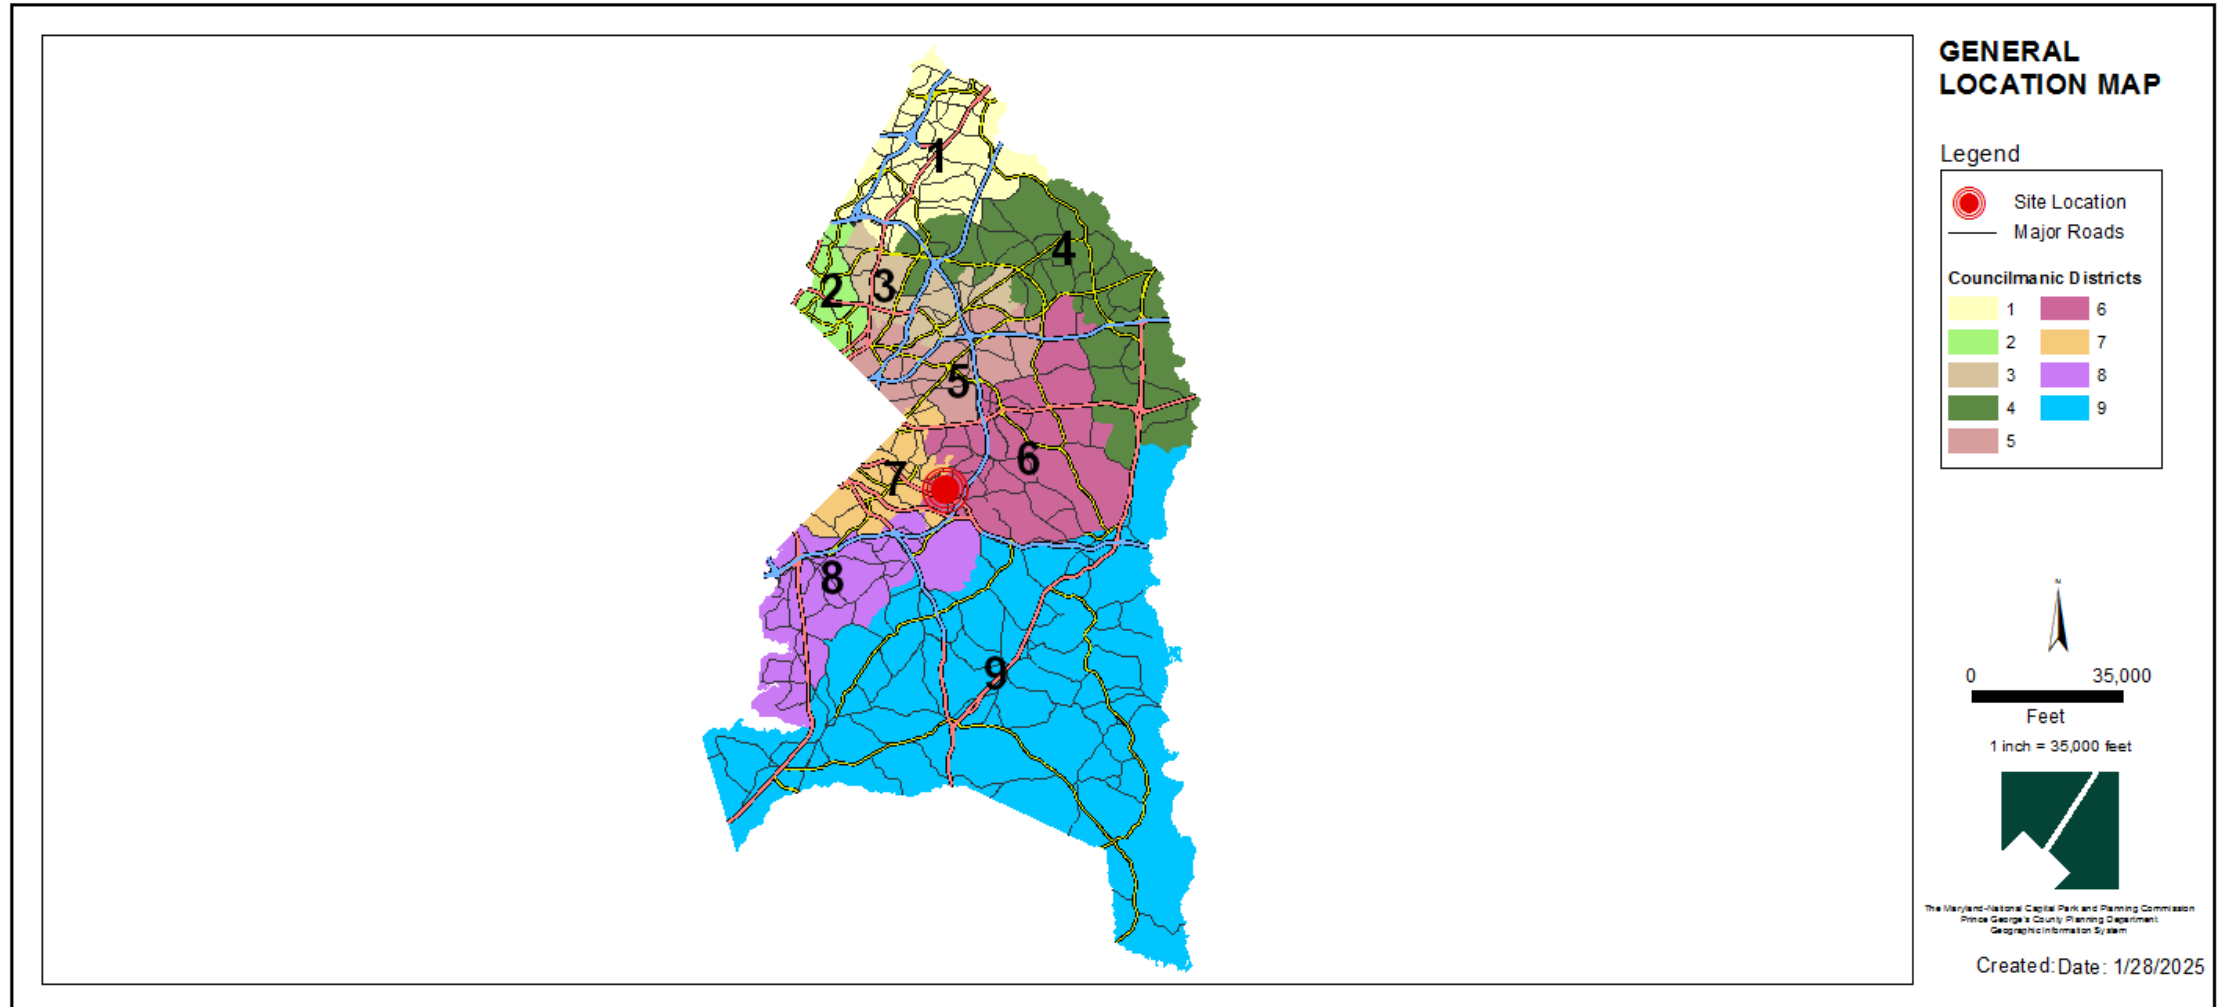 GENERAL
LOCATION MAP
Legend
Site Location
Major Roads
Councilmanic Districts
1 6
2 7
3 8
4 9
5
1
4
2
3
5
6
7
8
9
N
0 35,000
Feet
1 inch = 35,000 feet
The Maryland-National Capital Park and Planning Commission
Prince George's County Planning Department
Geographic Information System
Created: Date: 1/28/2025